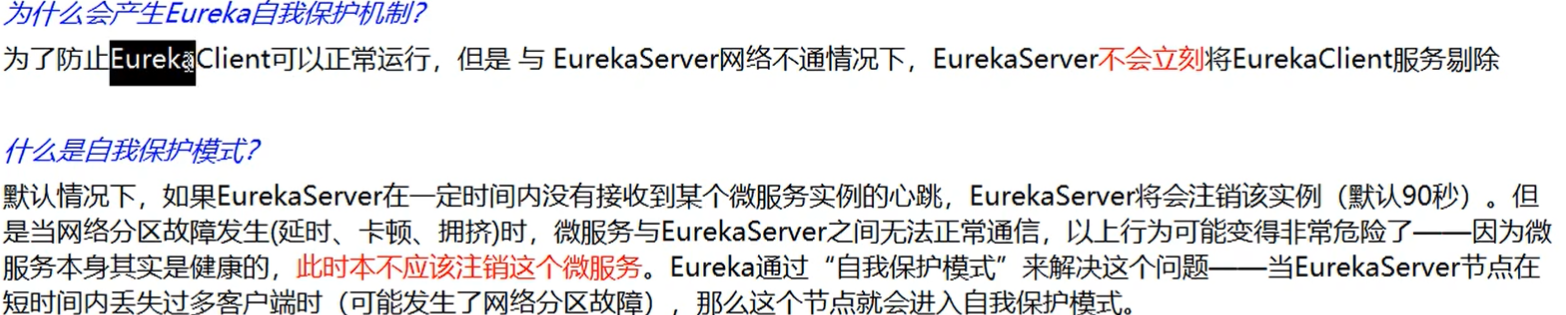 为什么会产生Eureka自我保护机制？
为了防止EurekaClient可以正常运行，但是 与 EurekaServer网络不通情况下，EurekaServer不会立刻将EurekaClient服务剔除
什么是自我保护模式？
默认情况下，如果EurekaServer在一定时间内没有接收到某个微服务实例的心跳，EurekaServer将会注销该实例（默认90秒）。但
是当网络分区故障发生(延时、卡顿、拥挤)时，微服务与EurekaServer之间无法正常通信，以上行为可能变得非常危险了——因为微
服务本身其实是健康的，此时本不应该注销这个微服务。Eureka通过“自我保护模式”来解决这个问题——当EurekaServer节点在
短时间内丢失过多客户端时（可能发生了网络分区故障），那么这个节点就会进入自我保护模式。